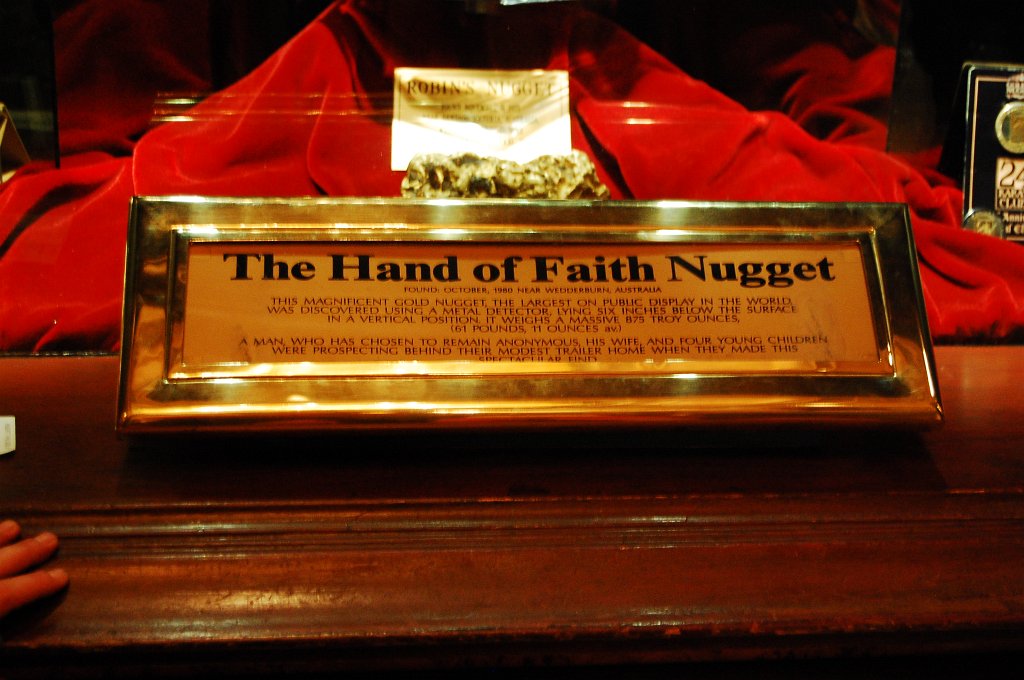 ROBIN'S NUGGET
The Hand of Faith Nugget
FOUND: OCTOBER, 1980 NEAR WEDDERBURN, AUSTRALIA
THIS MAGNIFICENT GOLD NUGGET, THE LARGEST ON PUBLIC DISPLAY IN THE WORLD,
WAS DISCOVERED USING A METAL DETECTOR, LYING SIX INCHES BELOW THE SURFACE
IN A VERTICAL POSITION. IT WEIGHS A MASSIVE 875 TROY OUNCES,
(61 POUNDS, 11 OUNCES av.)
A MAN, WHO HAS CHOSEN TO REMAIN ANONYMOUS, HIS WIFE, AND FOUR YOUNG CHILDREN
WERE PROSPECTING BEHIND THEIR MODEST TRAILER HOME WHEN THEY MADE THIS
SPECTACULAR FIND
24